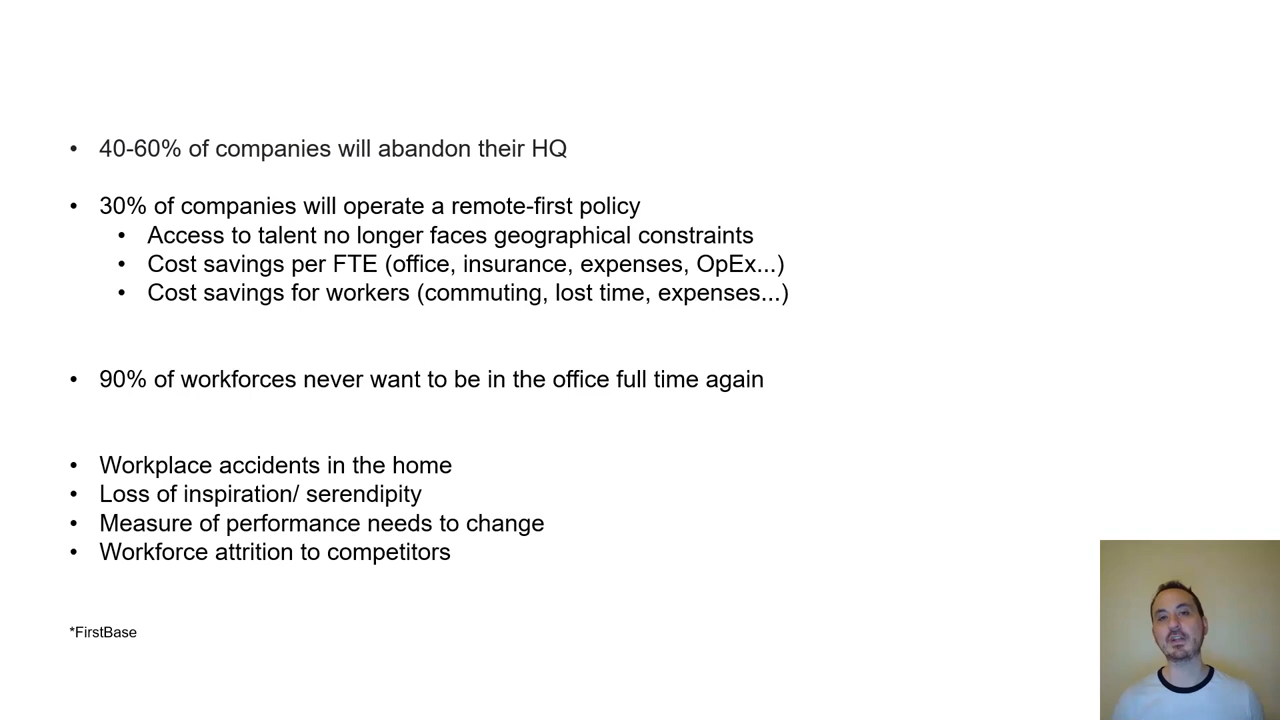 • 40-60% of companies will abandon their HQ
• 30% of companies will operate a remote-first policy
• Access to talent no longer faces geographical constraints
• Cost savings per FTE (office, insurance, expenses, OpEx...)
• Cost savings for workers (commuting, lost time, expenses...)
• 90% of workforces never want to be in the office full time again
• Workplace accidents in the home
• Loss of inspiration/ serendipity
• Measure of performance needs to change
• Workforce attrition to competitors
*FirstBase